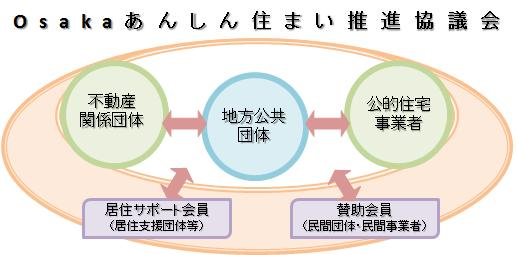 Osakaあんしん住まい推進協議会
不動産
関係団体
地方公共
団体
公的住宅
事業者
居住サポート会員
(居住支援団体等)
賛助会員
(民間団体・民間事業者)